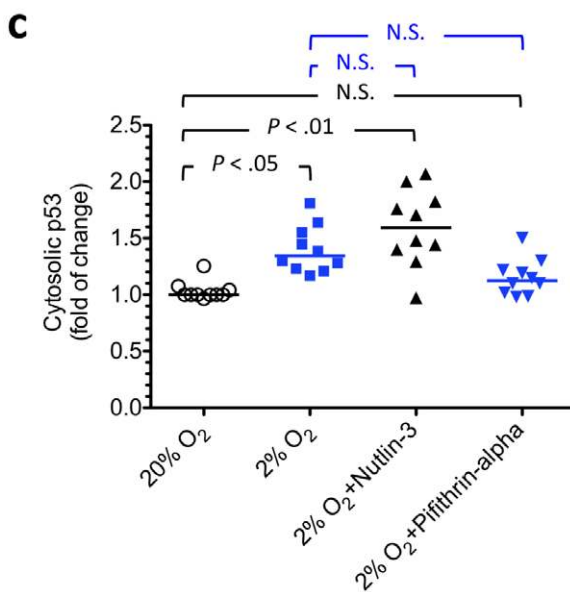 c
N.S.
N.S.
N.S.
P < .01
P < .05
Cytosolic p53
(fold of change)
2.5
2.0
1.5
1.0
0.5
0.0
20% O₂
2% O₂
2% O₂+Nutlin-3
2% O₂+Pifithrin-alpha